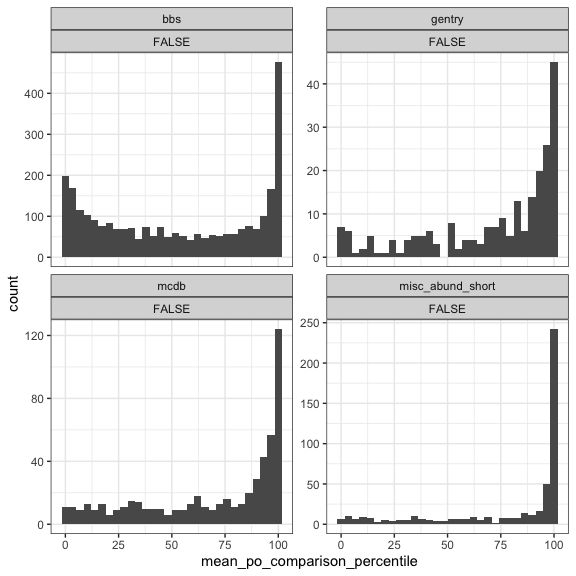 bbs
FALSE
gentry
FALSE
400
300
200
100
0
40
30
20
10
0
mcdb
FALSE
misc_abund_short
FALSE
120
80
40
0
250
200
150
100
50
0
0 25 50 75 100
0 25 50 75 100
count
mean_po_comparison_percentile